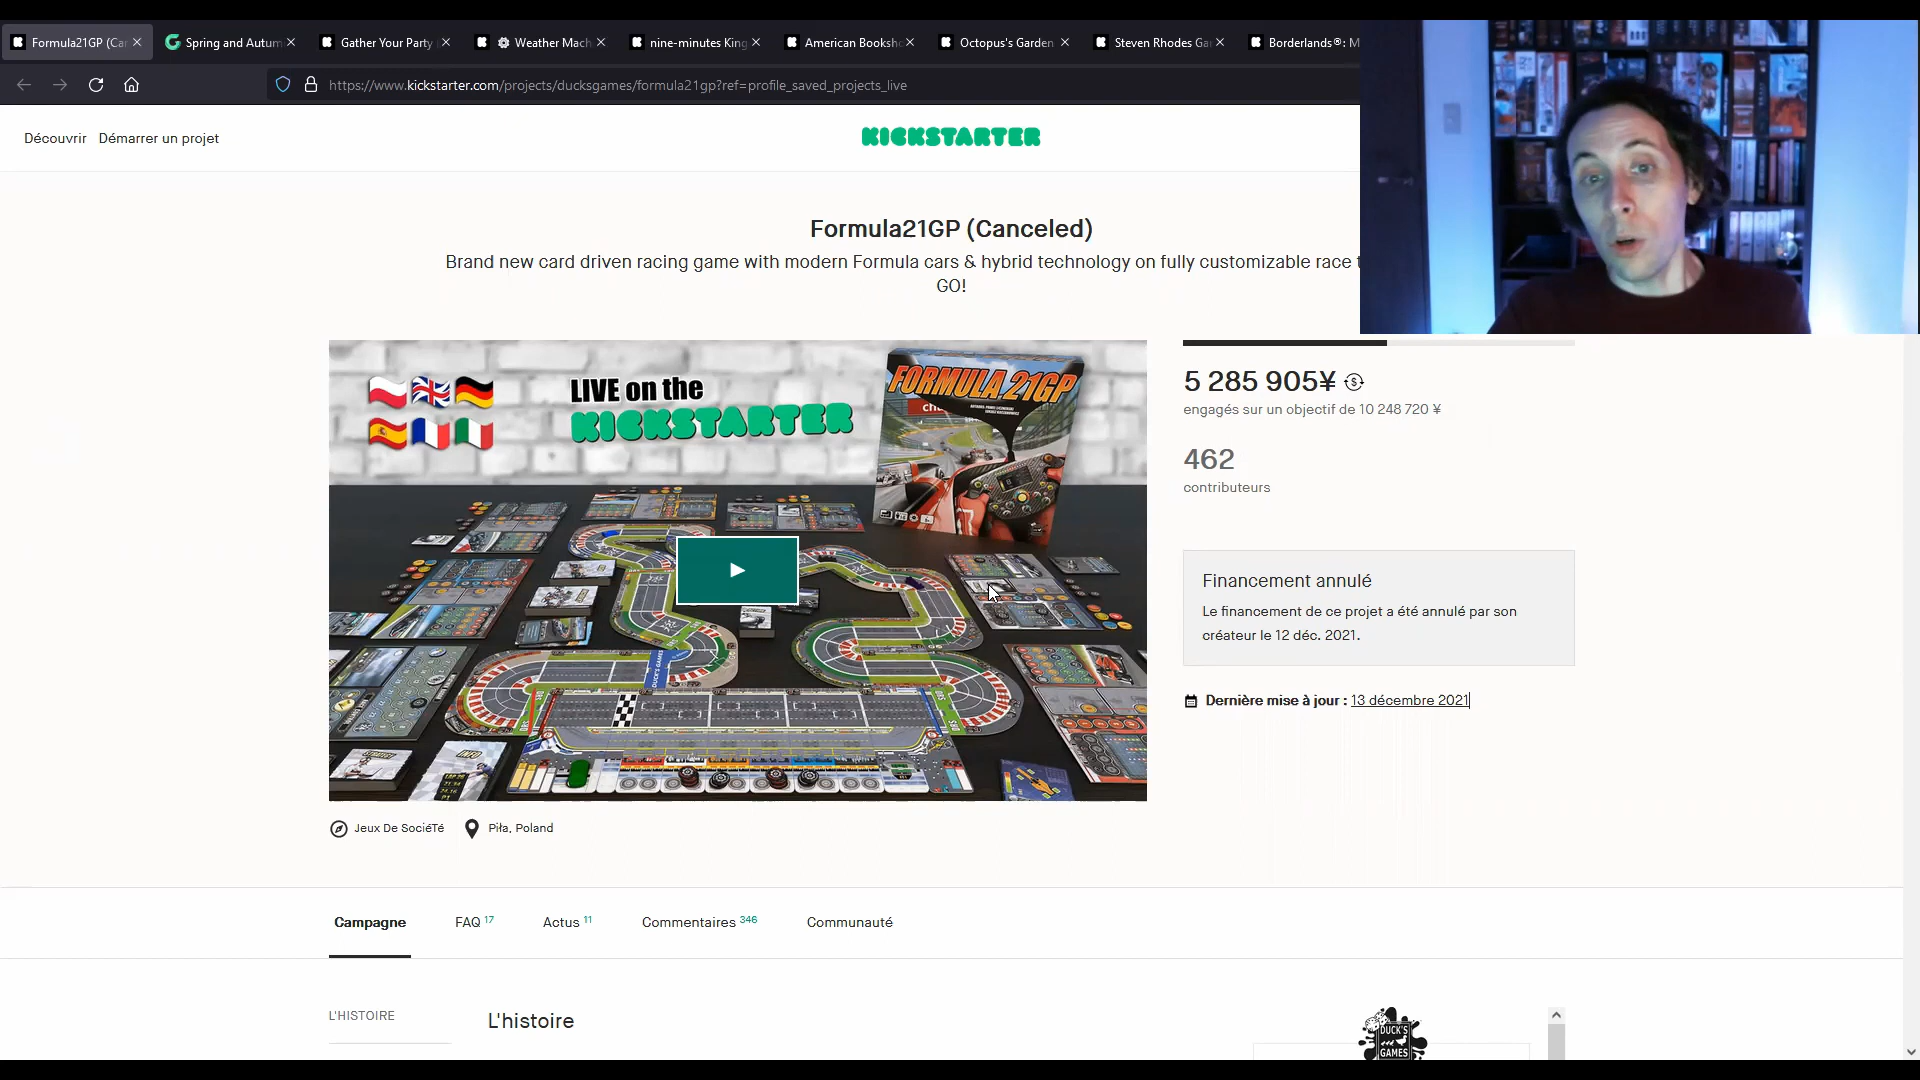 Formula21GP (Ca
Spring and Autum
Gather Your Party
Weather Mach
nine-minutes King
American Booksho
Octopus's Garden
Steven Rhodes Ga
Borderlands®: M
https://www.kickstarter.com/projects/ducksgames/formula21gp?ref=profile_saved_projects_live
Découvrir
Démarrer un projet
KICKSTARTER
Formula21GP (Canceled)
Brand new card driven racing game with modern Formula cars & hybrid technology on fully customizable race t
GO!
LIVE on the
KICKSTARTER
FORMULA 21GP
5 285 905¥
engagés sur un objectif de 10 248 720 ¥
462
contributeurs
Financement annulé
Le financement de ce projet a été annulé par son
créateur le 12 déc. 2021.
Dernière mise à jour : 13 décembre 2021
Jeux De SociéTé
Piła, Poland
Campagne
FAQ 17
Actus 11
Commentaires 346
Communauté
L'HISTOIRE
L'histoire
DUCK'S
GAMES